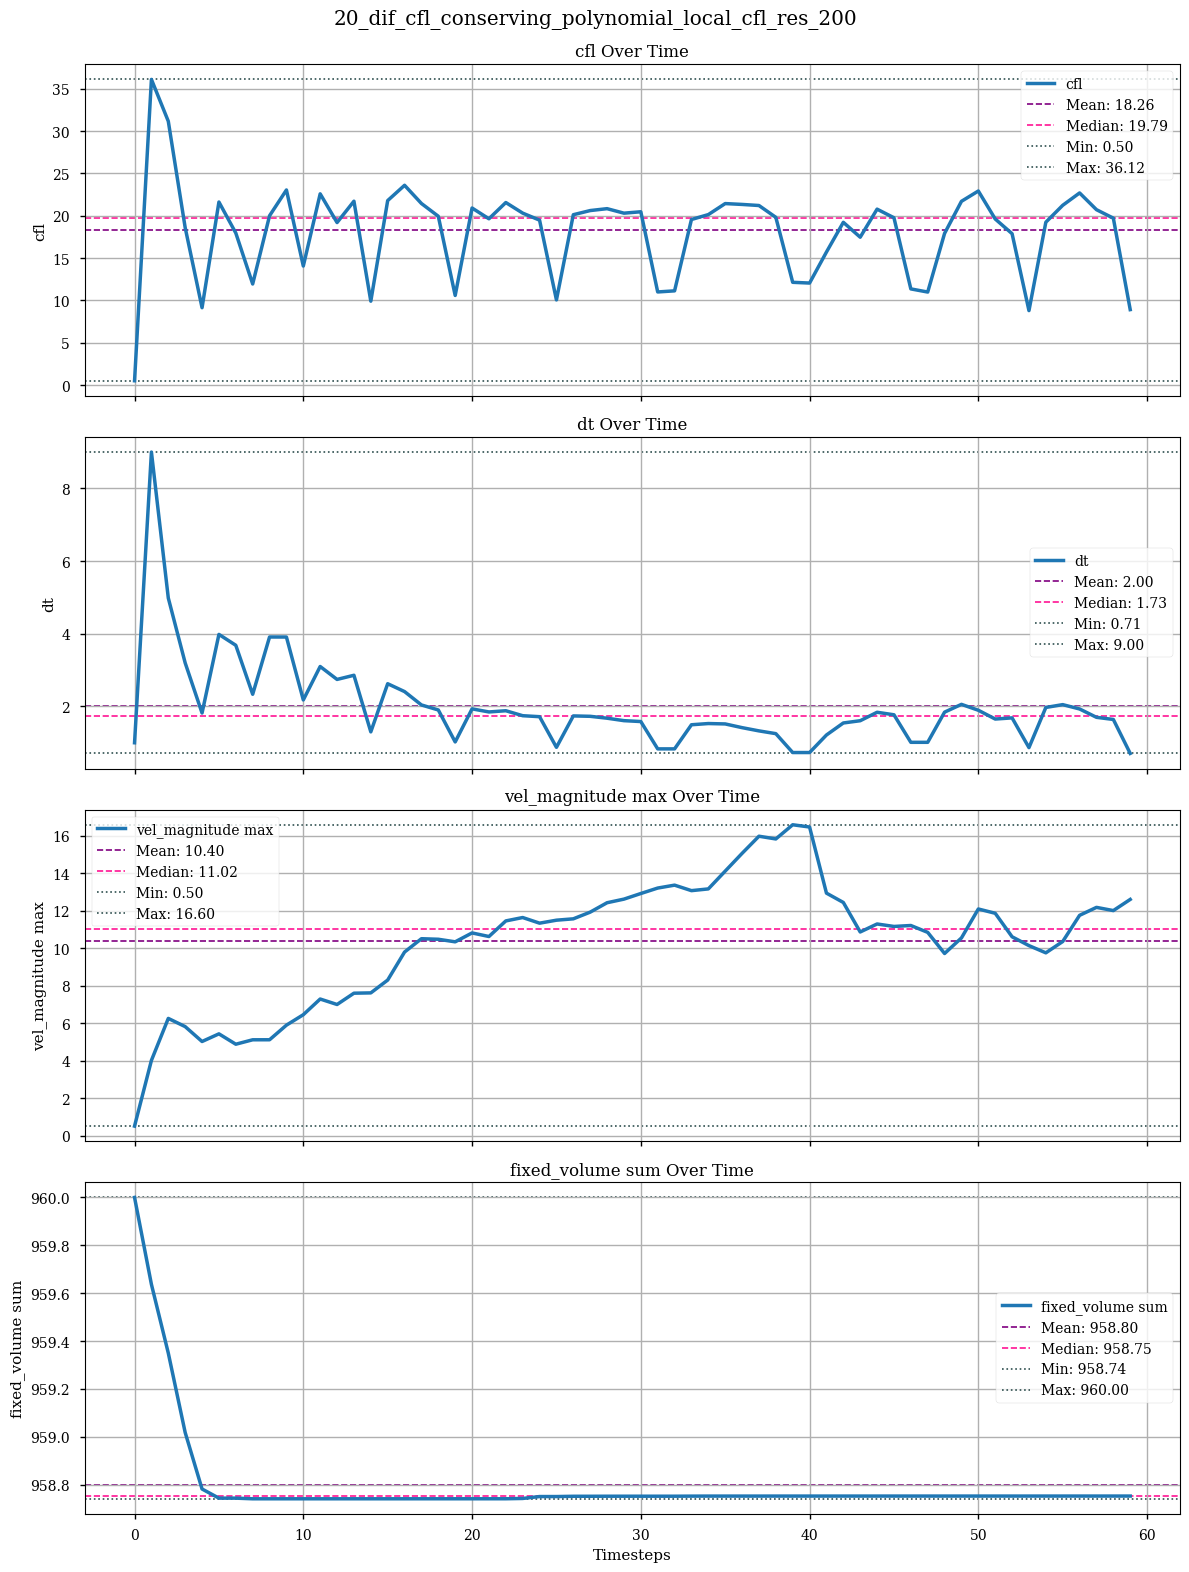 20_dif_cfl_conserving_polynomial_local_cfl_res_200
cfl Over Time
cfl
35
30
25
20
15
10
5
0
cfl
Mean: 18.26
Median: 19.79
Min: 0.50
Max: 36.12
dt Over Time
dt
8
6
4
2
dt
Mean: 2.00
Median: 1.73
Min: 0.71
Max: 9.00
vel_magnitude max Over Time
vel_magnitude max
16
14
12
10
8
6
4
2
0
vel_magnitude max
Mean: 10.40
Median: 11.02
Min: 0.50
Max: 16.60
fixed_volume sum Over Time
fixed_volume sum
960.0
959.8
959.6
959.4
959.2
959.0
958.8
fixed_volume sum
Mean: 958.80
Median: 958.75
Min: 958.74
Max: 960.00
0 10 20 30 40 50 60
Timesteps